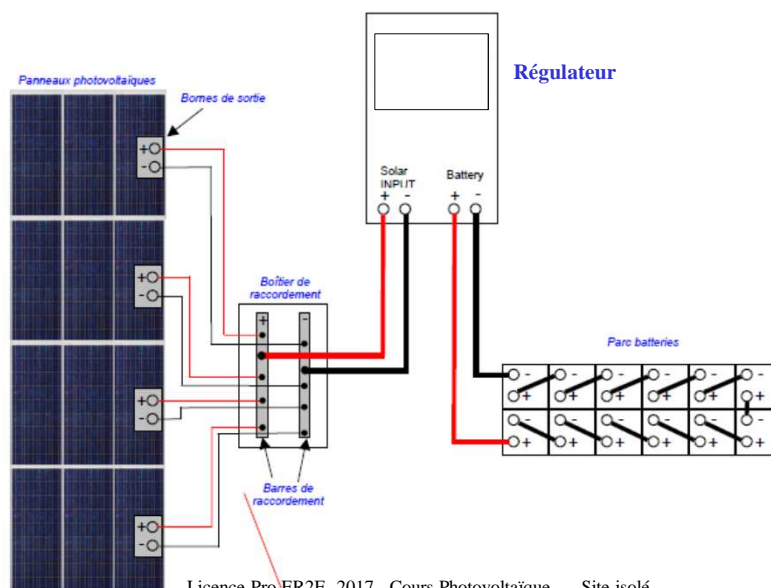 Panneaux photovoltaïques
Bornes de sortie
Régulateur
Solar
INPUT
Battery
+ - + -
+
-
+
-
+
-
+
-
Boîtier de
raccordement
+ -
Barres de
raccordement
Parc batteries
- - - - - -
+ + + + + +
- - - - - -
+ + + + + +
Licence Pro ER2E 2017 Cours Photovoltaïque Site isolé